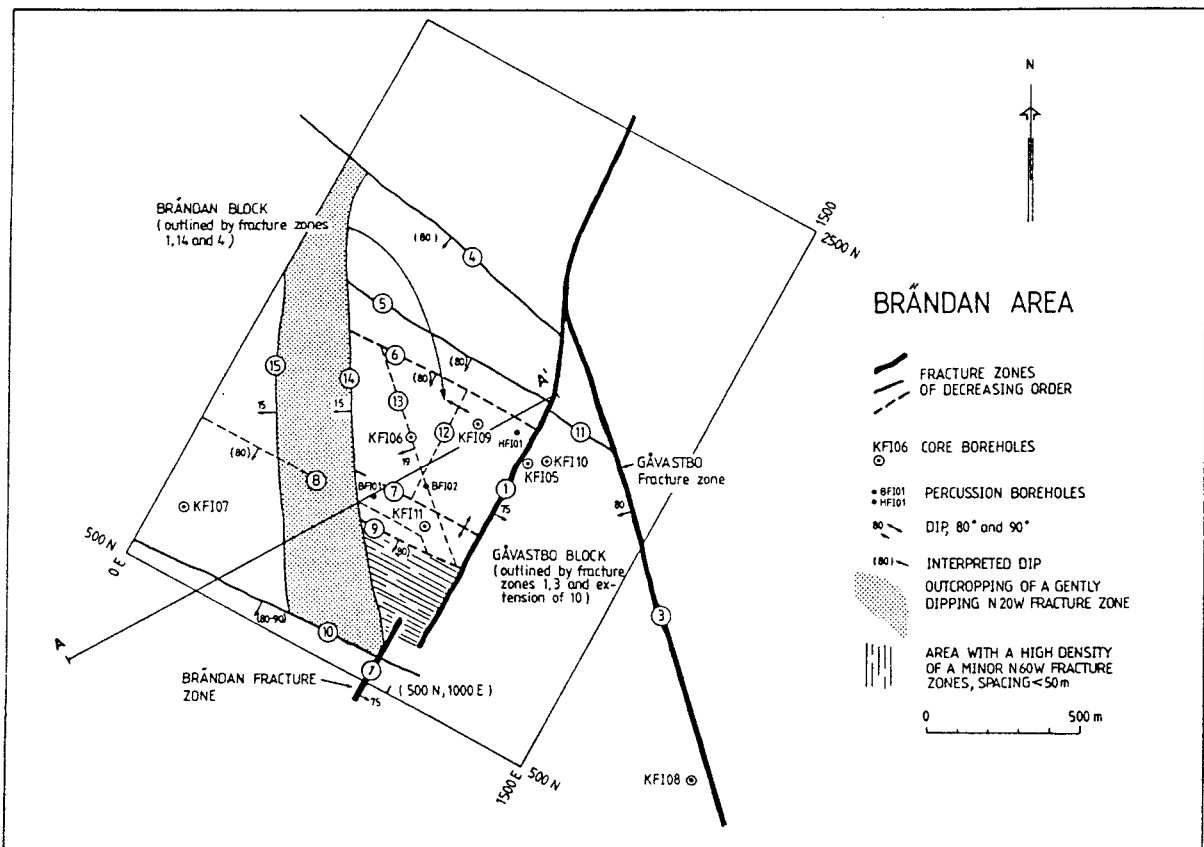 N
1500
2500 N
BRÄNDAN BLOCK
(outlined by fracture zones
1,14 and 4)
(80)
4
5
6
(80)
(80)
A'
15
14
13
15
15
12
KFI06
19
KFI09
HFI01
11
KFI10
KFI05
GÅVASTBO
Fracture zone
(80)
8
BFI01
7
BFI02
1
75
80
KFI07
KFI11
9
(80)
GÅVASTBO BLOCK
(outlined by fracture
zones 1,3 and ex-
tension of 10)
500 N
0 E
(80-90)
10
3
A
BRÄNDAN FRACTURE
ZONE
1
75
(500 N, 1000 E)
1500 E
500 N
KFI08
BRÄNDAN AREA
FRACTURE ZONES
OF DECREASING ORDER
KFI06 CORE BOREHOLES
BFI01
HFI01
PERCUSSION BOREHOLES
80 DIP, 80° and 90°
(80) INTERPRETED DIP
OUTCROPPING OF A GENTLY
DIPPING N20W FRACTURE ZONE
AREA WITH A HIGH DENSITY
OF A MINOR N60W FRACTURE
ZONES, SPACING<50m
0 500 m